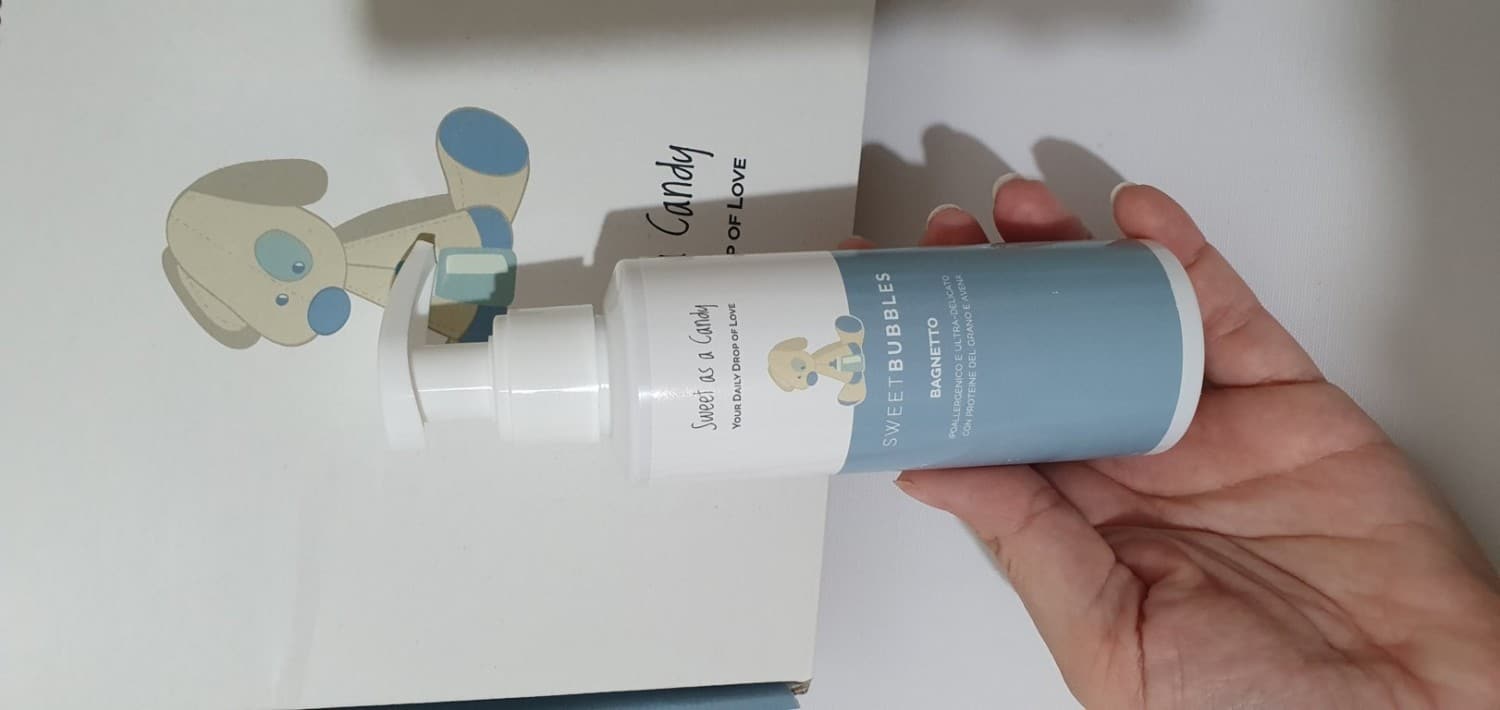 Candy
P OF LOVE
Sweet as a Candy
YOUR DAILY DROP OF LOVE
SWEETBUBBLES
BAGNETTO
IPOALLERGENICO E ULTRA-DELICATO
CON PROTEINE DEL GRANO E AVENA